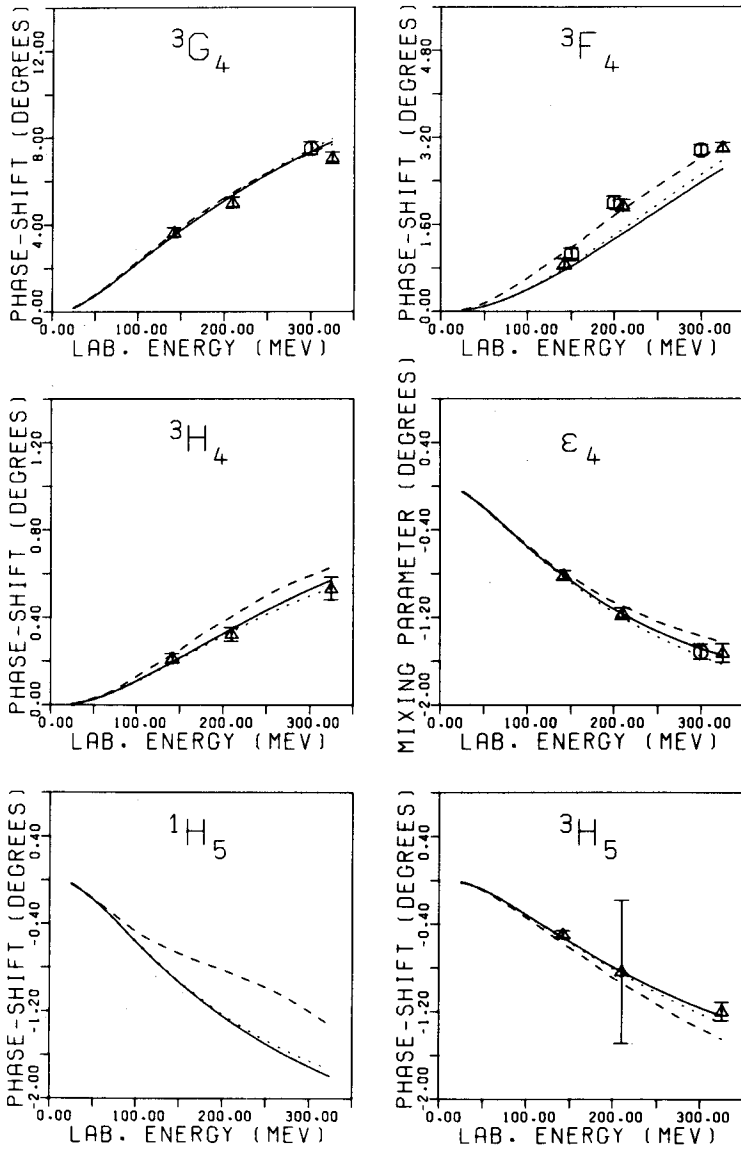 ³G₄
PHASE-SHIFT (DEGREES)
12.00
8.00
4.00
0.00
0.00 100.00 200.00 300.00
LAB. ENERGY (MEV)
³F₄
PHASE-SHIFT (DEGREES)
4.80
3.20
1.60
0.00
0.00 100.00 200.00 300.00
LAB. ENERGY (MEV)
³H₄
PHASE-SHIFT (DEGREES)
1.20
0.80
0.40
0.00
0.00 100.00 200.00 300.00
LAB. ENERGY (MEV)
ε₄
MIXING PARAMETER (DEGREES)
0.40
-0.40
-1.20
-2.00
0.00 100.00 200.00 300.00
LAB. ENERGY (MEV)
¹H₅
PHASE-SHIFT (DEGREES)
0.40
-0.40
-1.20
-2.00
0.00 100.00 200.00 300.00
LAB. ENERGY (MEV)
³H₅
PHASE-SHIFT (DEGREES)
0.40
-0.40
-1.20
-2.00
0.00 100.00 200.00 300.00
LAB. ENERGY (MEV)